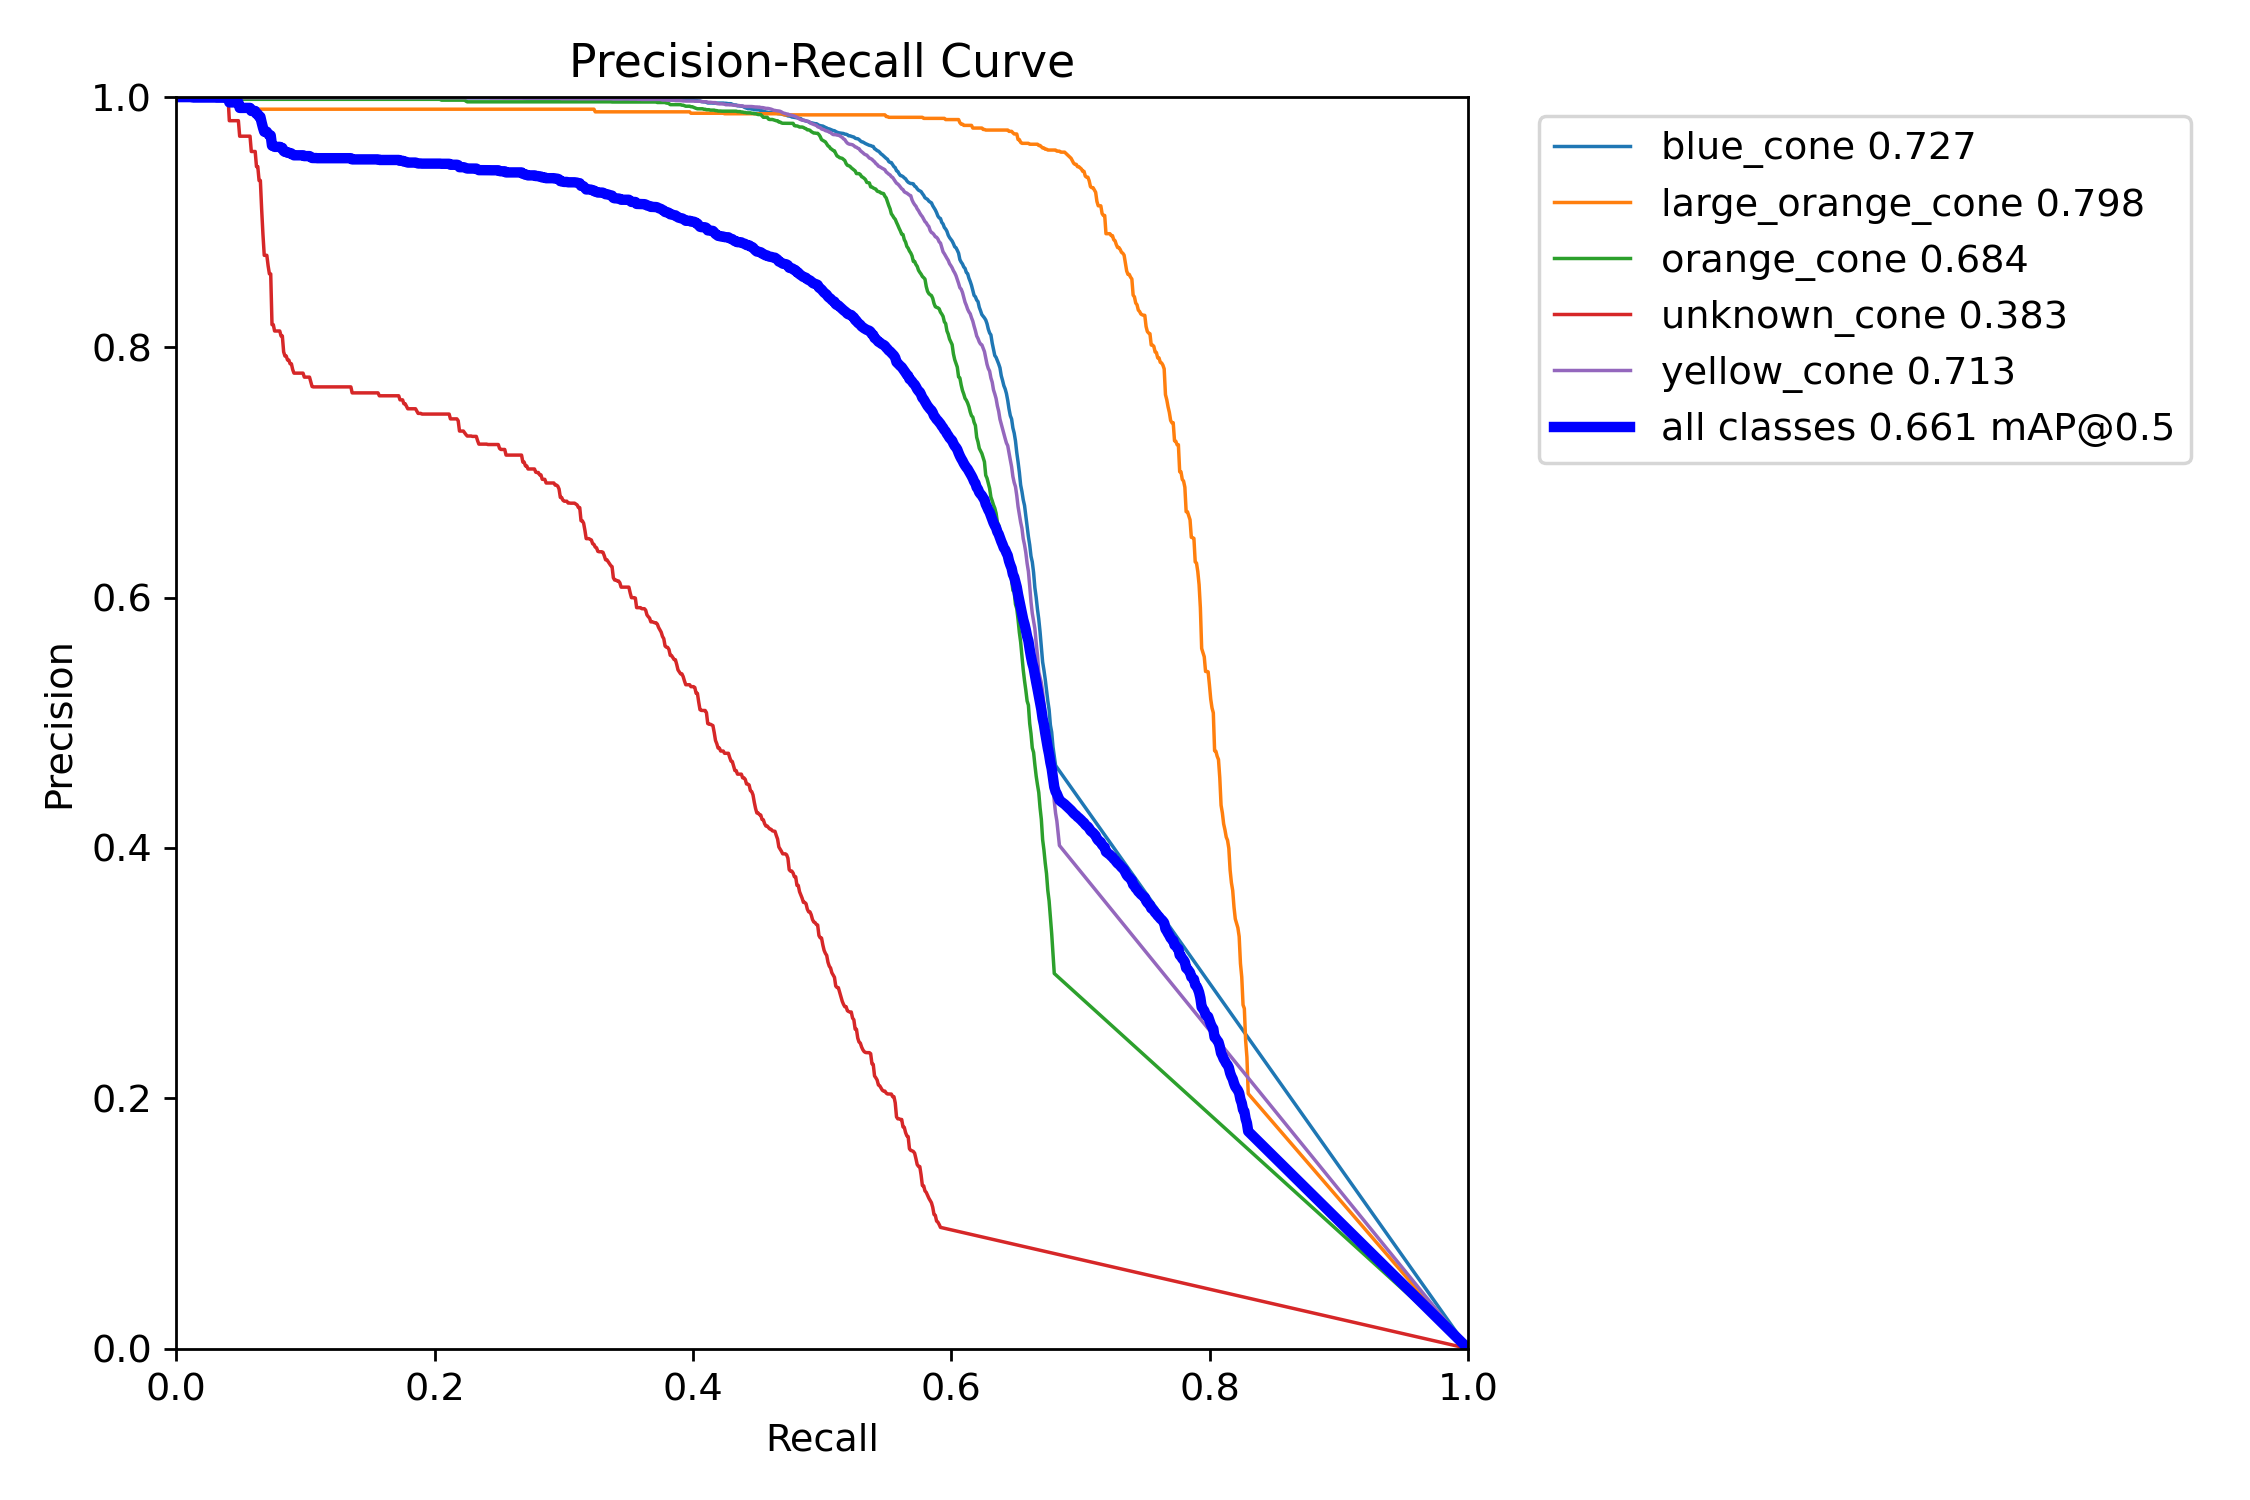 Precision-Recall Curve
1.0
0.8
0.6
0.4
0.2
0.0
Precision
0.0 0.2 0.4 0.6 0.8 1.0
Recall
blue_cone 0.727
large_orange_cone 0.798
orange_cone 0.684
unknown_cone 0.383
yellow_cone 0.713
all classes 0.661 mAP@0.5